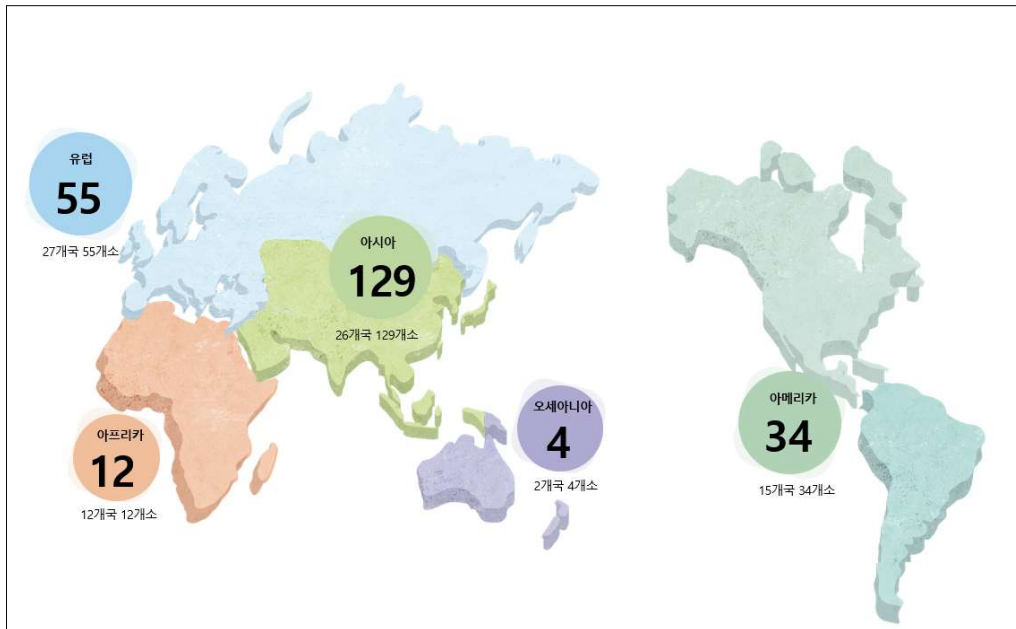 유럽
55
27개국 55개소
아시아
129
26개국 129개소
아프리카
12
12개국 12개소
오세아니아
4
2개국 4개소
아메리카
34
15개국 34개소